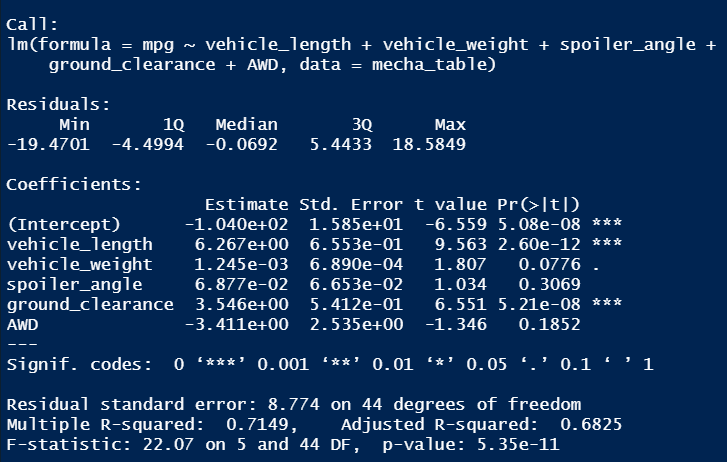 Call:
lm(formula = mpg ~ vehicle_length + vehicle_weight + spoiler_angle +
    ground_clearance + AWD, data = mecha_table)

Residuals:
     Min       1Q   Median       3Q      Max
-19.4701  -4.4994  -0.0692   5.4433  18.5849

Coefficients:
                   Estimate Std. Error t value Pr(>|t|)
(Intercept)      -1.040e+02  1.585e+01  -6.559 5.08e-08 ***
vehicle_length    6.267e+00  6.553e-01   9.563 2.60e-12 ***
vehicle_weight    1.245e-03  6.890e-04   1.807   0.0776 .
spoiler_angle     6.877e-02  6.653e-02   1.034   0.3069
ground_clearance  3.546e+00  5.412e-01   6.551 5.21e-08 ***
AWD              -3.411e+00  2.535e+00  -1.346   0.1852
---
Signif. codes:  0 ‘***’ 0.001 ‘**’ 0.01 ‘*’ 0.05 ‘.’ 0.1 ‘ ’ 1

Residual standard error: 8.774 on 44 degrees of freedom
Multiple R-squared:  0.7149,    Adjusted R-squared:  0.6825
F-statistic: 22.07 on 5 and 44 DF,  p-value: 5.35e-11